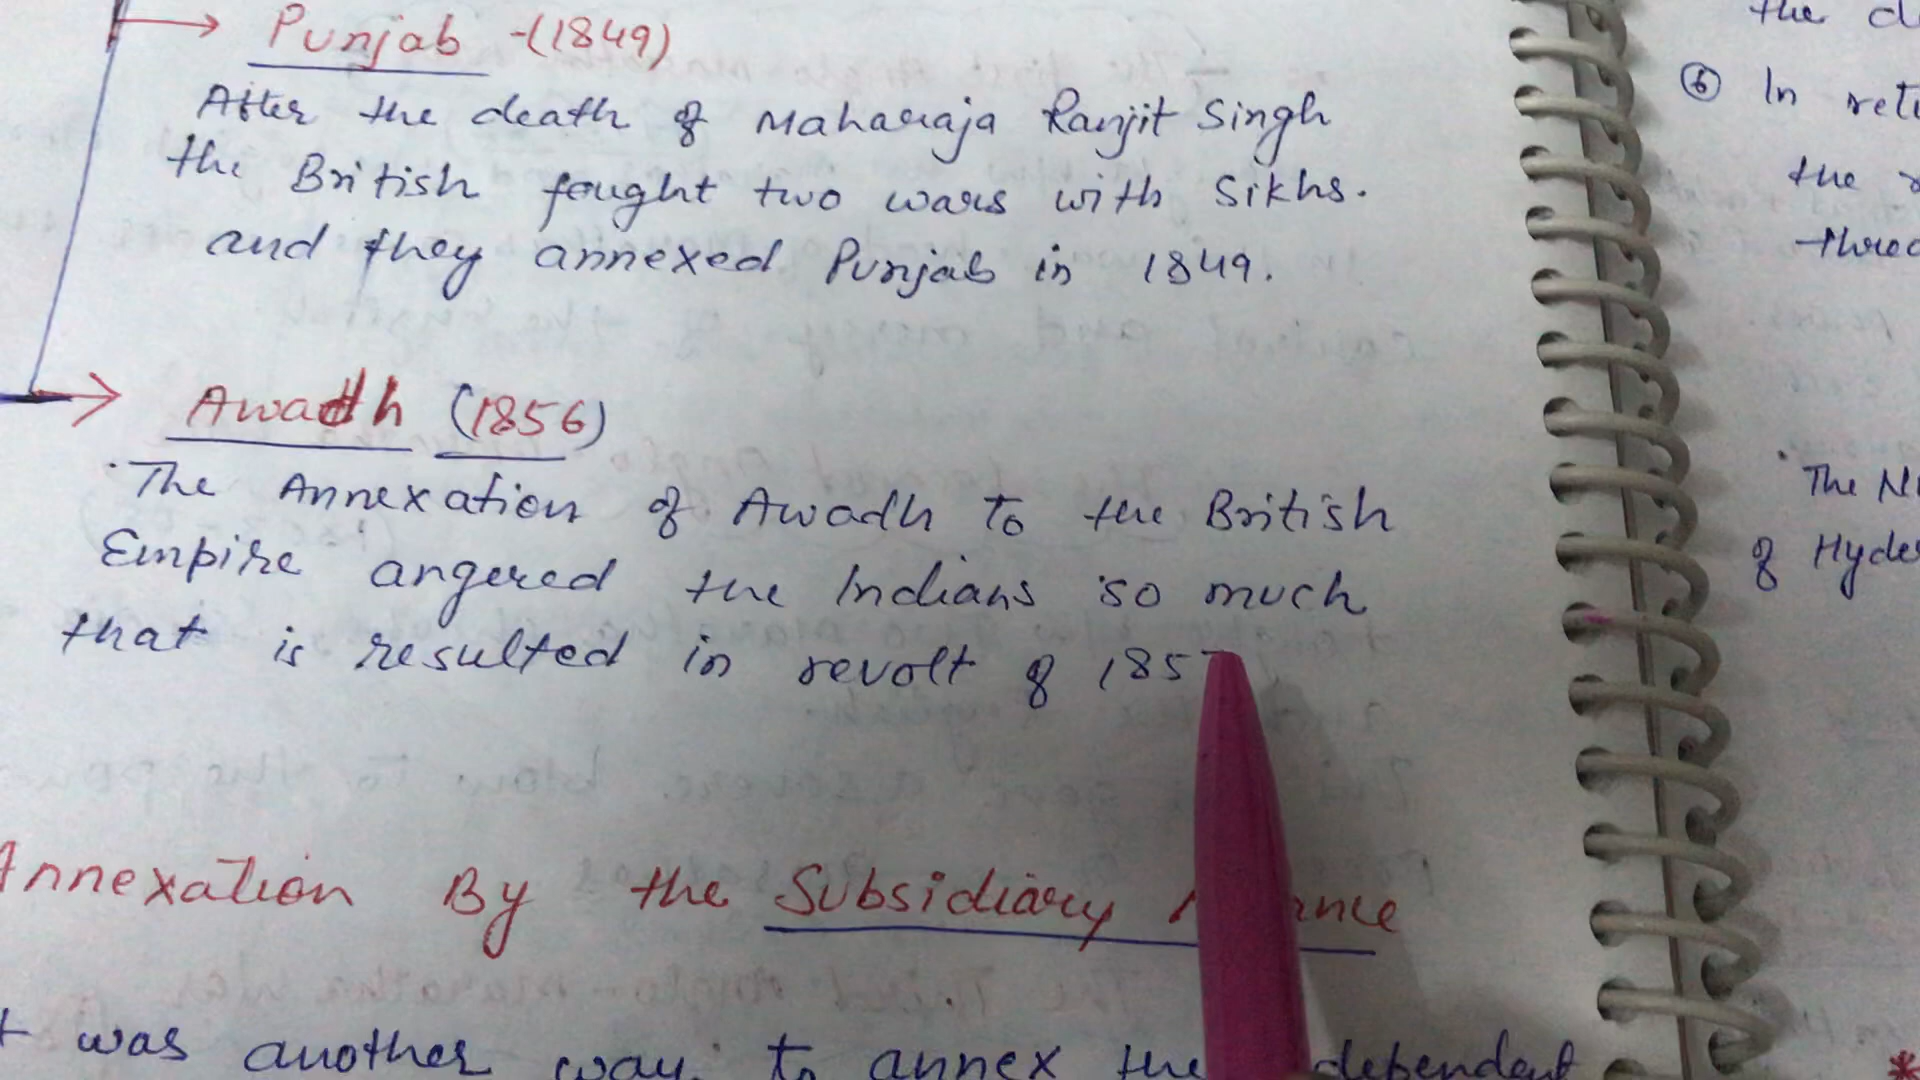 Punjab -(1849)
After the death of Maharaja Ranjit Singh
the British fought two wars with Sikhs.
and they annexed Punjab in 1849.
Awadh (1856)
The Annexation of Awadh to the British
Empire angered the Indians so much
that is resulted in revolt of 185
Annexation By the Subsidiary
was another way to annex the dependent
the
⑥ In
the
The
of